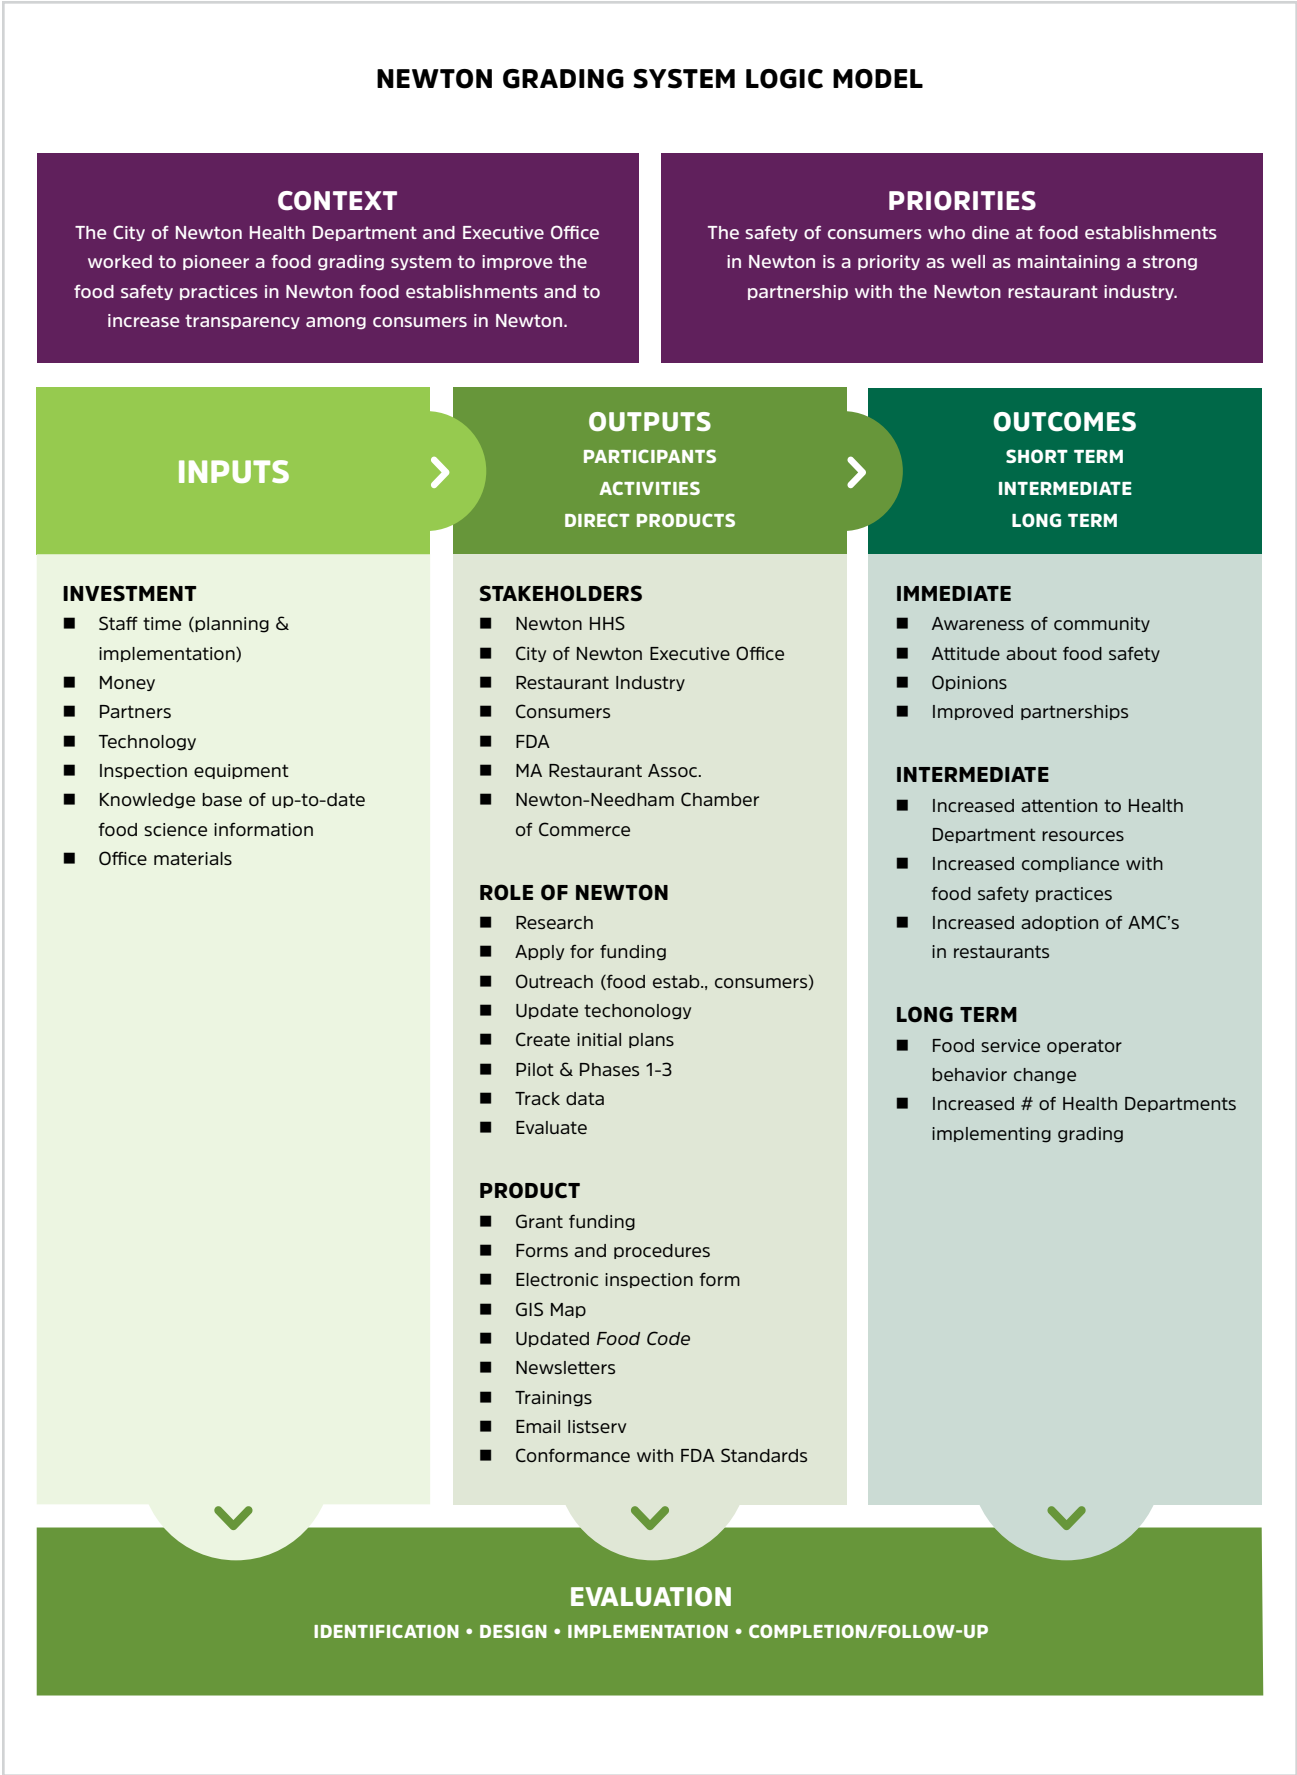 NEWTON GRADING SYSTEM LOGIC MODEL
CONTEXT
The City of Newton Health Department and Executive Office
worked to pioneer a food grading system to improve the
food safety practices in Newton food establishments and to
increase transparency among consumers in Newton.
PRIORITIES
The safety of consumers who dine at food establishments
in Newton is a priority as well as maintaining a strong
partnership with the Newton restaurant industry.
INPUTS
INVESTMENT
■ Staff time (planning &
implementation)
■ Money
■ Partners
■ Technology
■ Inspection equipment
■ Knowledge base of up-to-date
food science information
■ Office materials
OUTPUTS
PARTICIPANTS
ACTIVITIES
DIRECT PRODUCTS
STAKEHOLDERS
■ Newton HHS
■ City of Newton Executive Office
■ Restaurant Industry
■ Consumers
■ FDA
■ MA Restaurant Assoc.
■ Newton-Needham Chamber
of Commerce
ROLE OF NEWTON
■ Research
■ Apply for funding
■ Outreach (food estab., consumers)
■ Update techonology
■ Create initial plans
■ Pilot & Phases 1-3
■ Track data
■ Evaluate
PRODUCT
■ Grant funding
■ Forms and procedures
■ Electronic inspection form
■ GIS Map
■ Updated Food Code
■ Newsletters
■ Trainings
■ Email listserv
■ Conformance with FDA Standards
OUTCOMES
SHORT TERM
INTERMEDIATE
LONG TERM
IMMEDIATE
■ Awareness of community
■ Attitude about food safety
■ Opinions
■ Improved partnerships
INTERMEDIATE
■ Increased attention to Health
Department resources
■ Increased compliance with
food safety practices
■ Increased adoption of AMC's
in restaurants
LONG TERM
■ Food service operator
behavior change
■ Increased # of Health Departments
implementing grading
EVALUATION
IDENTIFICATION • DESIGN • IMPLEMENTATION • COMPLETION/FOLLOW-UP